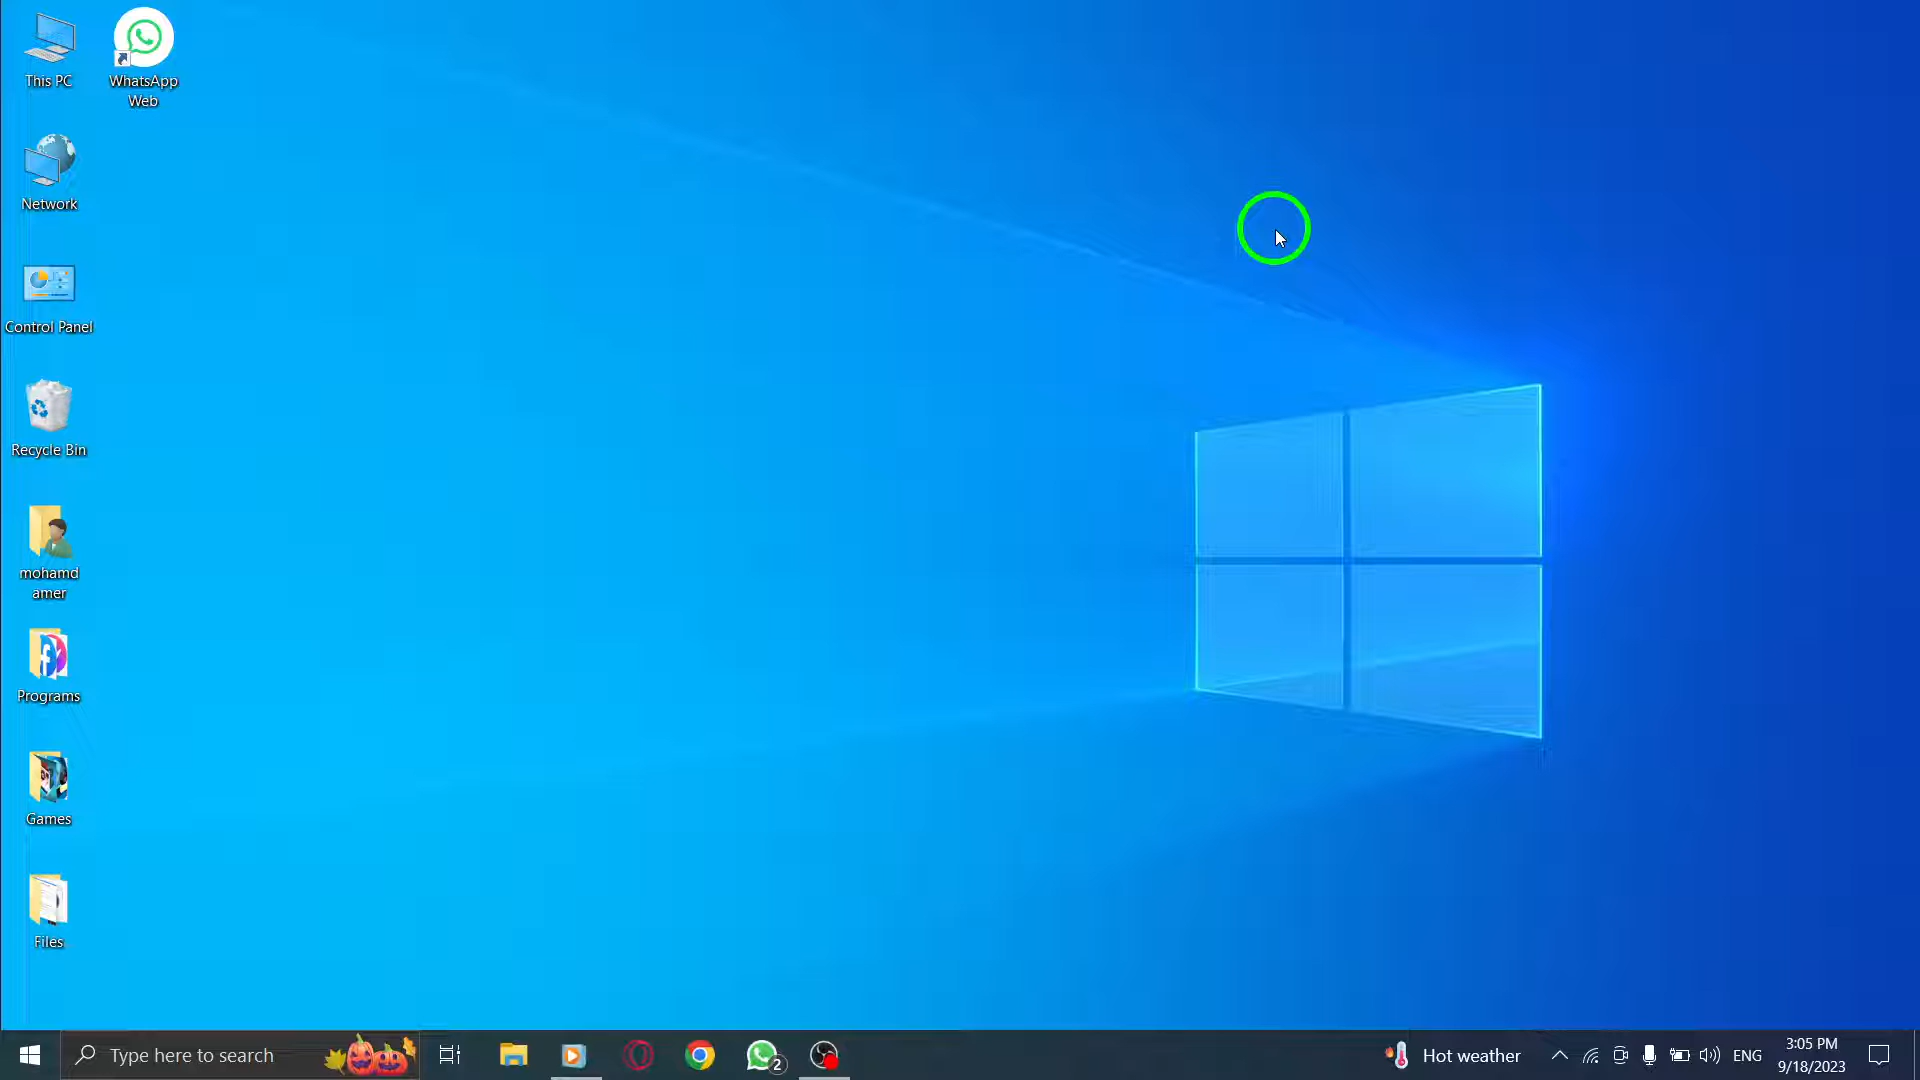 This PC
WhatsApp
Web
Network
Control Panel
Recycle Bin
mohamd
amer
Programs
Games
Files
Type here to search
2
Hot weather
ENG
3:05 PM
9/18/2023